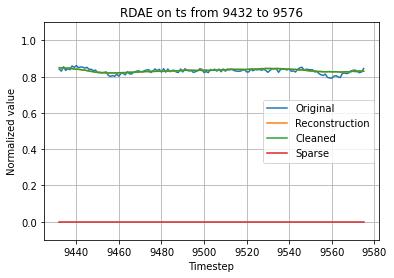 RDAE on ts from 9432 to 9576
Normalized value
1.0
0.8
0.6
0.4
0.2
0.0
Original
Reconstruction
Cleaned
Sparse
9440 9460 9480 9500 9520 9540 9560 9580
Timestep